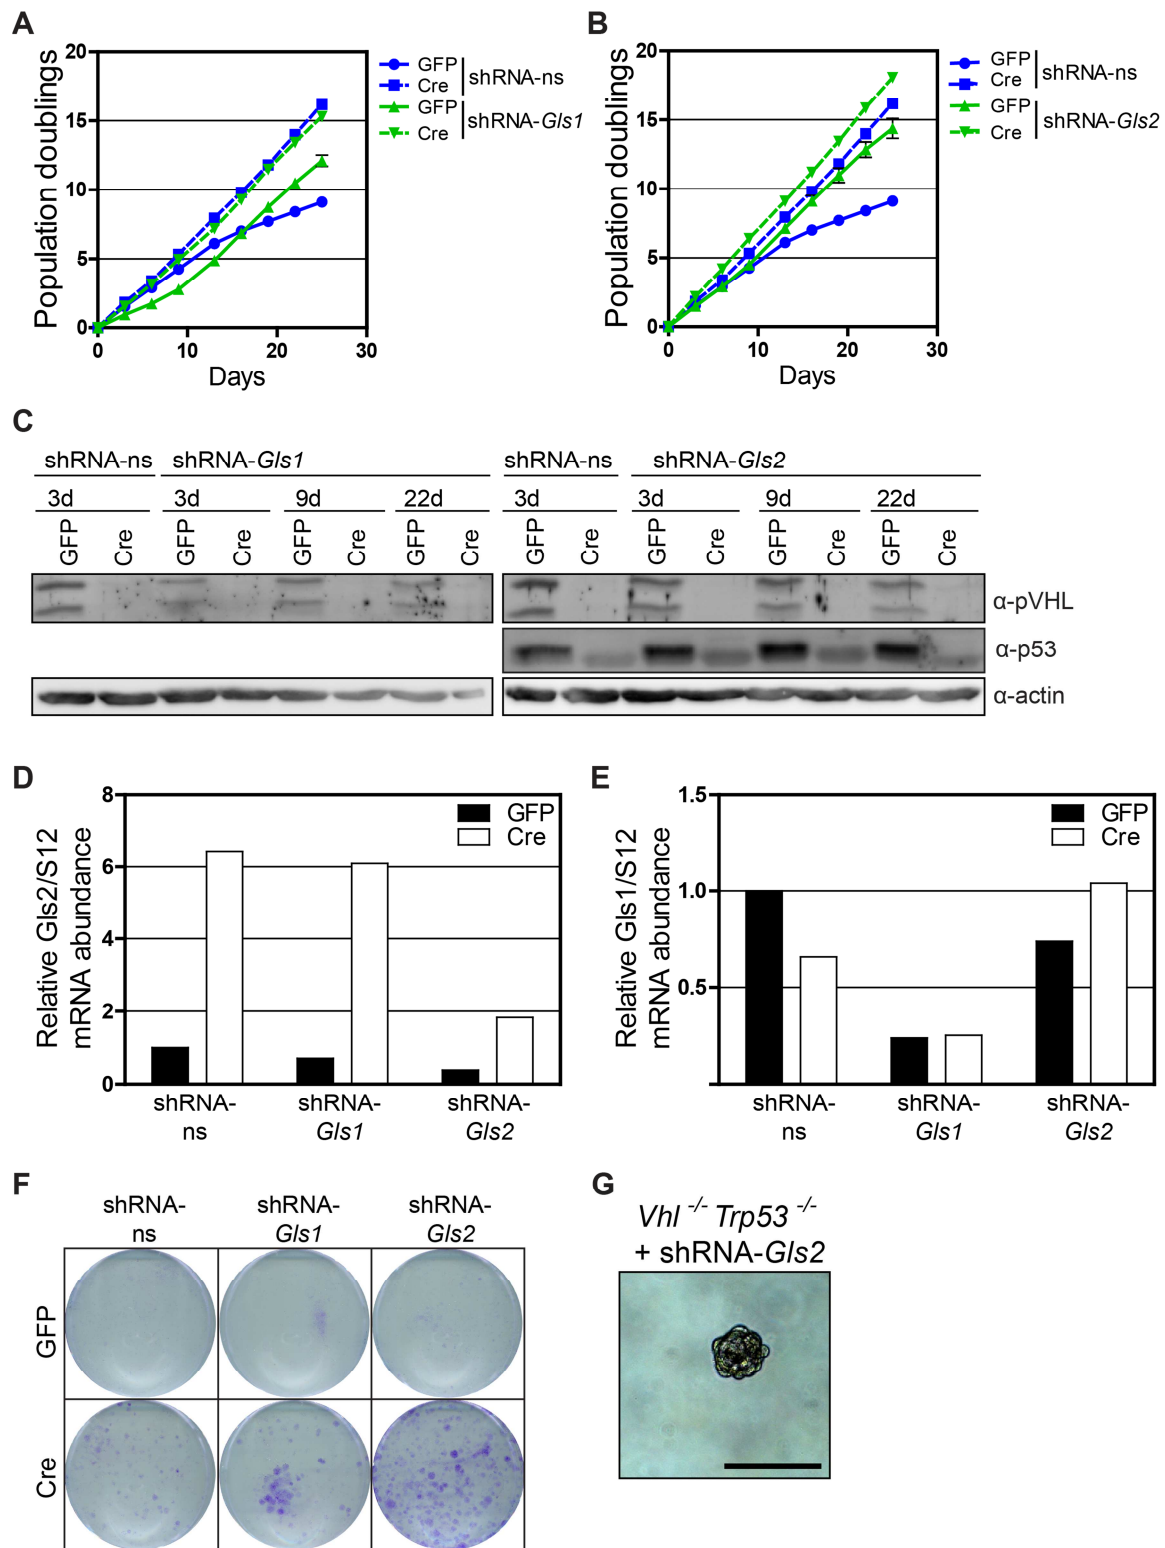 A
Population doublings
20
15
10
5
0
0 10 20 30
Days
GFP
Cre
shRNA-ns
GFP
Cre
shRNA-Gls1
B
Population doublings
20
15
10
5
0
0 10 20 30
Days
GFP
Cre
shRNA-ns
GFP
Cre
shRNA-Gls2
C
shRNA-ns shRNA-Gls1 shRNA-ns shRNA-Gls2
3d 3d 9d 22d 3d 3d 9d 22d
GFP Cre GFP Cre GFP Cre GFP Cre GFP Cre GFP Cre GFP Cre GFP Cre
α-pVHL
α-p53
α-actin
D
Relative Gls2/S12
mRNA abundance
8
6
4
2
0
GFP
Cre
shRNA- shRNA- shRNA-
ns Gls1 Gls2
E
Relative Gls1/S12
mRNA abundance
1.5
1.0
0.5
GFP
Cre
shRNA- shRNA- shRNA-
ns Gls1 Gls2
F
shRNA- shRNA- shRNA-
ns Gls1 Gls2
GFP
Cre
G
Vhl -/- Trp53 -/-
+ shRNA-Gls2